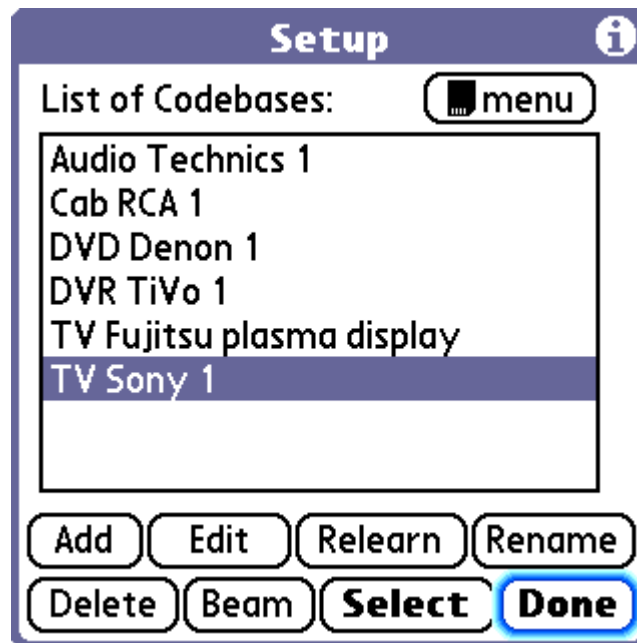 Setup
List of Codebases: menu
Audio Technics 1
Cab RCA 1
DVD Denon 1
DVR TiVo 1
TV Fujitsu plasma display
TV Sony 1
Add Edit Relearn Rename
Delete Beam Select Done